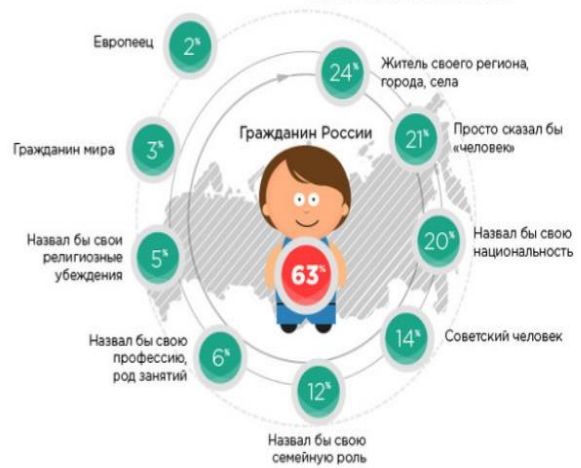 Европеец
2%
24%
Житель своего региона,
города, села
Гражданин России
21%
Просто сказал бы
«человек»
Гражданин мира
3%
63%
20%
Назвал бы свою
национальность
Назвал бы свои
религиозные
убеждения
5%
14%
Советский человек
Назвал бы свою
профессию,
род занятий
6%
12%
Назвал бы свою
семейную роль